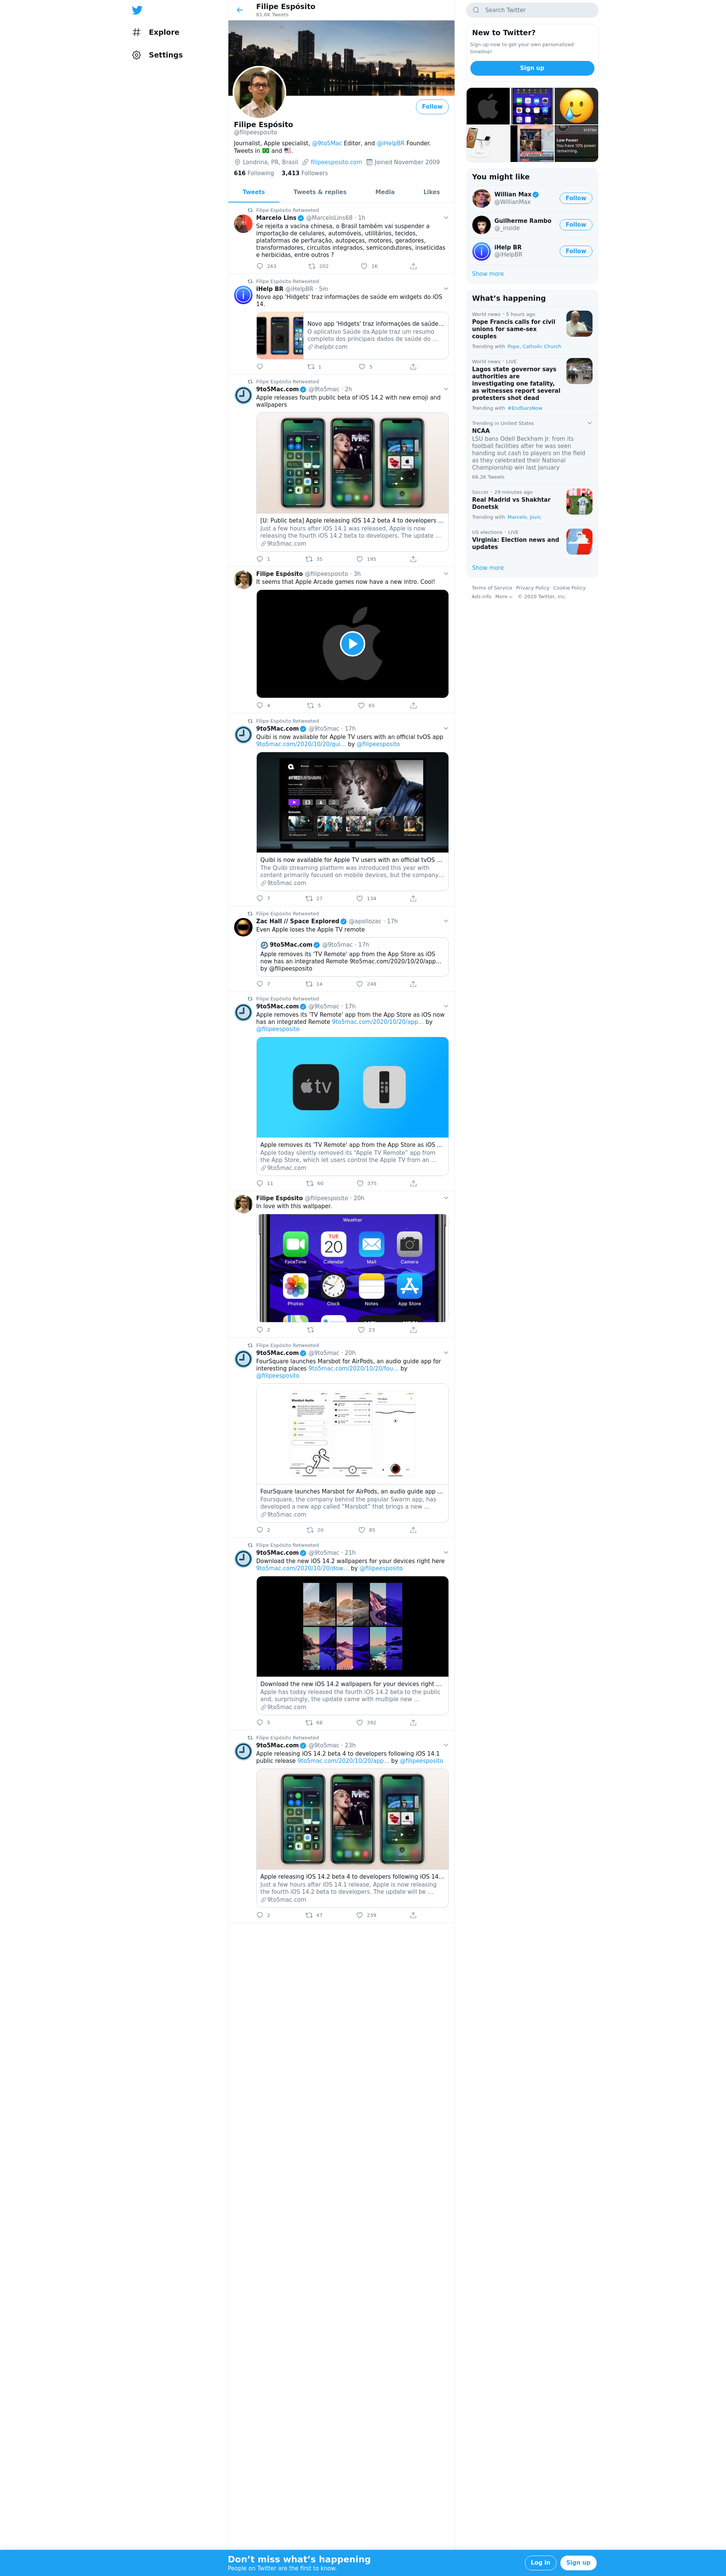 Explore
Settings
Filipe Espósito
81.6K Tweets
Follow
Filipe Espósito
@filipeesposito
Journalist, Apple specialist, @9to5Mac Editor, and @iHelpBR Founder.
Tweets in 🇧🇷 and 🇺🇸.
Londrina, PR, Brasil filipeesposito.com Joined November 2009
616 Following 3,413 Followers
Tweets Tweets & replies Media Likes
Filipe Espósito Retweeted
Marcelo Lins @MarceloLins68 · 1h
Se rejeita a vacina chinesa, o Brasil também vai suspender a
importação de celulares, automóveis, utilitários, tecidos,
plataformas de perfuração, autopeças, motores, geradores,
transformadores, circuitos integrados, semicondutores, inseticidas
e herbicidas, entre outros ?
263 202 1K
Filipe Espósito Retweeted
iHelp BR @iHelpBR · 5m
Novo app 'Hidgets' traz informações de saúde em widgets do iOS
14.
Novo app 'Hidgets' traz informações de saúde…
O aplicativo Saúde da Apple traz um resumo
completo dos principais dados de saúde do …
ihelpbr.com
1 5
Filipe Espósito Retweeted
9to5Mac.com @9to5mac · 2h
Apple releases fourth public beta of iOS 14.2 with new emoji and
wallpapers
[U: Public beta] Apple releasing iOS 14.2 beta 4 to developers …
Just a few hours after iOS 14.1 was released, Apple is now
releasing the fourth iOS 14.2 beta to developers. The update …
9to5mac.com
1 35 195
Filipe Espósito @filipeesposito · 3h
It seems that Apple Arcade games now have a new intro. Cool!
4 5 65
Filipe Espósito Retweeted
9to5Mac.com @9to5mac · 17h
Quibi is now available for Apple TV users with an official tvOS app
9to5mac.com/2020/10/20/qui… by @filipeesposito
#FREERAYSHAWN
Quibi is now available for Apple TV users with an official tvOS …
The Quibi streaming platform was introduced this year with
content primarily focused on mobile devices, but the company…
9to5mac.com
7 27 134
Filipe Espósito Retweeted
Zac Hall // Space Explored @apollozac · 17h
Even Apple loses the Apple TV remote
9to5Mac.com @9to5mac · 17h
Apple removes its 'TV Remote' app from the App Store as iOS
now has an integrated Remote 9to5mac.com/2020/10/20/app…
by @filipeesposito
7 14 248
Filipe Espósito Retweeted
9to5Mac.com @9to5mac · 17h
Apple removes its 'TV Remote' app from the App Store as iOS now
has an integrated Remote 9to5mac.com/2020/10/20/app… by
@filipeesposito
tv
Apple removes its 'TV Remote' app from the App Store as iOS …
Apple today silently removed its “Apple TV Remote” app from
the App Store, which let users control the Apple TV from an …
9to5mac.com
11 60 375
Filipe Espósito @filipeesposito · 20h
In love with this wallpaper.
Weather
TUE
20
FaceTime Calendar Mail Camera
Photos Clock Notes App Store
2 23
Filipe Espósito Retweeted
9to5Mac.com @9to5mac · 20h
FourSquare launches Marsbot for AirPods, an audio guide app for
interesting places 9to5mac.com/2020/10/20/fou… by
@filipeesposito
Marsbot Audio
FourSquare launches Marsbot for AirPods, an audio guide app …
Foursquare, the company behind the popular Swarm app, has
developed a new app called “Marsbot” that brings a new …
9to5mac.com
2 20 85
Filipe Espósito Retweeted
9to5Mac.com @9to5mac · 21h
Download the new iOS 14.2 wallpapers for your devices right here
9to5mac.com/2020/10/20/dow… by @filipeesposito
Download the new iOS 14.2 wallpapers for your devices right …
Apple has today released the fourth iOS 14.2 beta to the public
and, surprisingly, the update came with multiple new …
9to5mac.com
5 68 392
Filipe Espósito Retweeted
9to5Mac.com @9to5mac · 23h
Apple releasing iOS 14.2 beta 4 to developers following iOS 14.1
public release 9to5mac.com/2020/10/20/app… by @filipeesposito
Apple releasing iOS 14.2 beta 4 to developers following iOS 14…
Just a few hours after iOS 14.1 release, Apple is now releasing
the fourth iOS 14.2 beta to developers. The update will be …
9to5mac.com
2 47 239
Search Twitter
New to Twitter?
Sign up now to get your own personalized
timeline!
Sign up
Low Power
You have 10% power
remaining.
You might like
Willian Max
@WillianMax
Follow
Guilherme Rambo
@_inside
Follow
iHelp BR
@iHelpBR
Follow
Show more
What’s happening
World news · 5 hours ago
Pope Francis calls for civil
unions for same-sex
couples
Trending with Pope, Catholic Church
World news · LIVE
Lagos state governor says
authorities are
investigating one fatality,
as witnesses report several
protesters shot dead
Trending with #EndSarsNow
Trending in United States
NCAA
LSU bans Odell Beckham Jr. from its
football facilities after he was seen
handing out cash to players on the field
as they celebrated their National
Championship win last January
66.2K Tweets
Soccer · 29 minutes ago
Real Madrid vs Shakhtar
Donetsk
Trending with Marcelo, Jovic
US elections · LIVE
Virginia: Election news and
updates
Show more
Terms of Service Privacy Policy Cookie Policy
Ads info More © 2020 Twitter, Inc.
Don’t miss what’s happening
People on Twitter are the first to know.
Log in Sign up